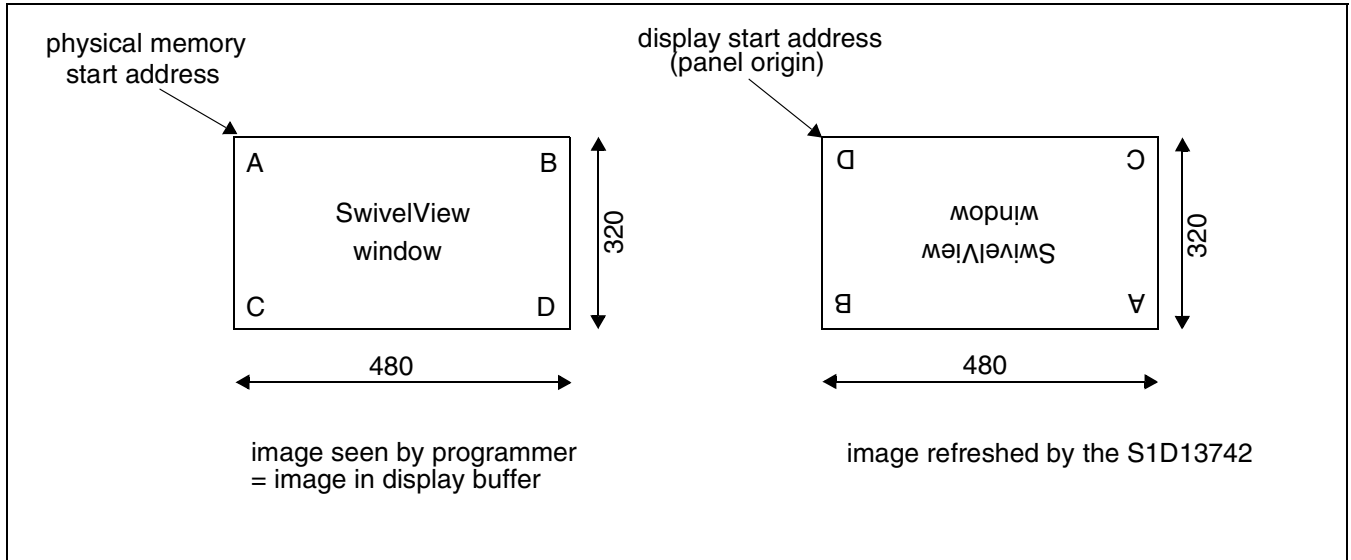 physical memory
start address
A
B
SwivelView
window
C
D
320
480
image seen by programmer
= image in display buffer
display start address
(panel origin)
D
C
window
SwivelView
B
A
320
480
image refreshed by the S1D13742